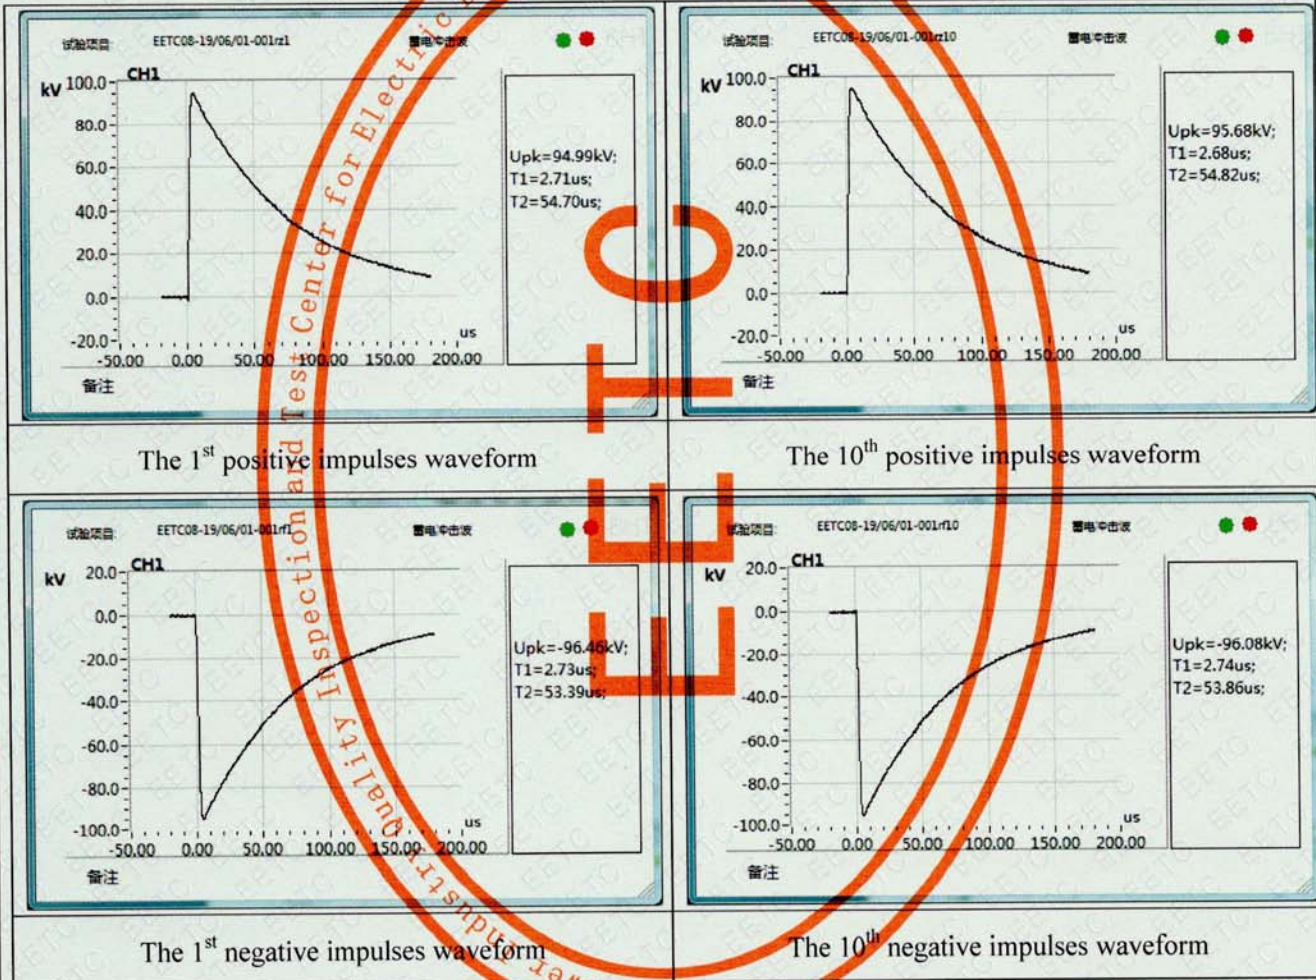 试验项目: EETC08-19/06/01-001rz1 雷电冲击波
kV CH1
100.0
80.0
60.0
40.0
20.0
0.0
-20.0
-50.00 0.00 50.00 100.00 150.00 200.00
us
Upk=94.99kV;
T1=2.71us;
T2=54.70us;
备注
The 1st positive impulses waveform
试验项目: EETC08-19/06/01-001rz10 雷电冲击波
kV CH1
100.0
80.0
60.0
40.0
20.0
0.0
-20.0
-50.00 0.00 50.00 100.00 150.00 200.00
us
Upk=95.68kV;
T1=2.68us;
T2=54.82us;
备注
The 10th positive impulses waveform
试验项目: EETC08-19/06/01-001rf1 雷电冲击波
kV CH1
20.0
0.0
-20.0
-40.0
-60.0
-80.0
-100.0
-50.00 0.00 50.00 100.00 150.00 200.00
us
Upk=-96.46kV;
T1=2.73us;
T2=53.39us;
备注
The 1st negative impulses waveform
试验项目: EETC08-19/06/01-001rf10 雷电冲击波
kV CH1
20.0
0.0
-20.0
-40.0
-60.0
-80.0
-100.0
-50.00 0.00 50.00 100.00 150.00 200.00
us
Upk=-96.08kV;
T1=2.74us;
T2=53.86us;
备注
The 10th negative impulses waveform
EETC
Industry Quality Inspection and Test Center for Electric